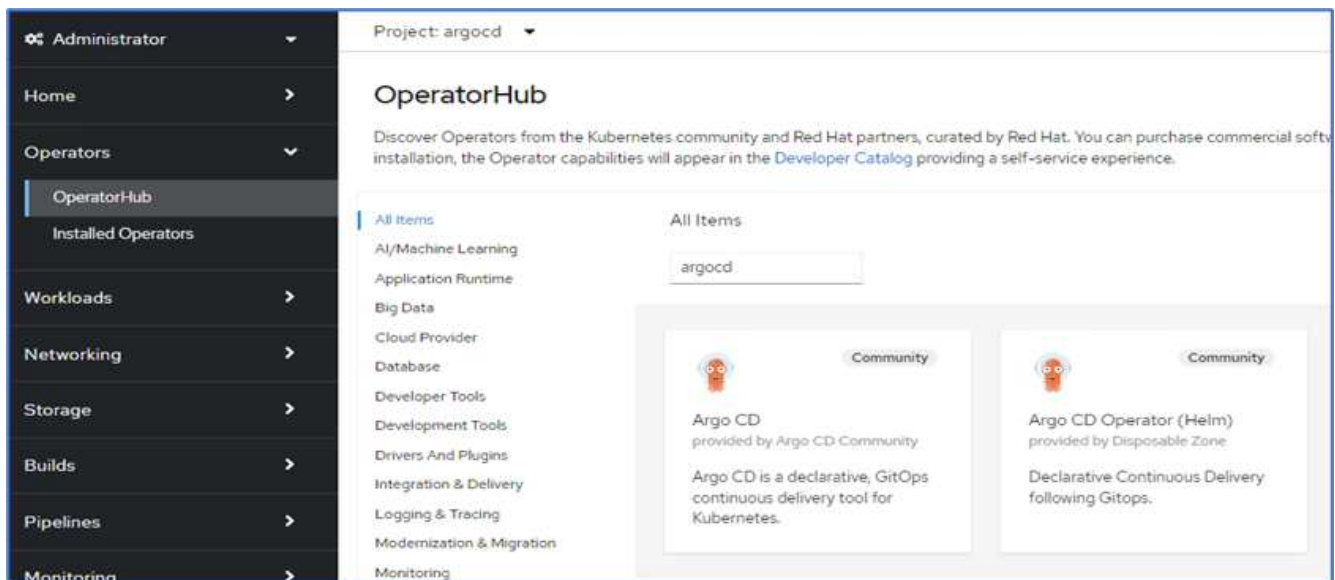 Administrator
Home
Operators
OperatorHub
Installed Operators
Workloads
Networking
Storage
Builds
Pipelines
Monitoring
Project: argocd
OperatorHub
Discover Operators from the Kubernetes community and Red Hat partners, curated by Red Hat. You can purchase commercial
installation, the Operator capabilities will appear in the Developer Catalog providing a self-service experience.
All Items
AI/Machine Learning
Application Runtime
Big Data
Cloud Provider
Database
Developer Tools
Development Tools
Drivers And Plugins
Integration & Delivery
Logging & Tracing
Modernization & Migration
Monitoring
All Items
argocd
Community
Argo CD
provided by Argo CD Community
Argo CD is a declarative, GitOps
continuous delivery tool for
Kubernetes.
Community
Argo CD Operator (Helm)
provided by Disposable Zone
Declarative Continuous Delivery
following Gitops.